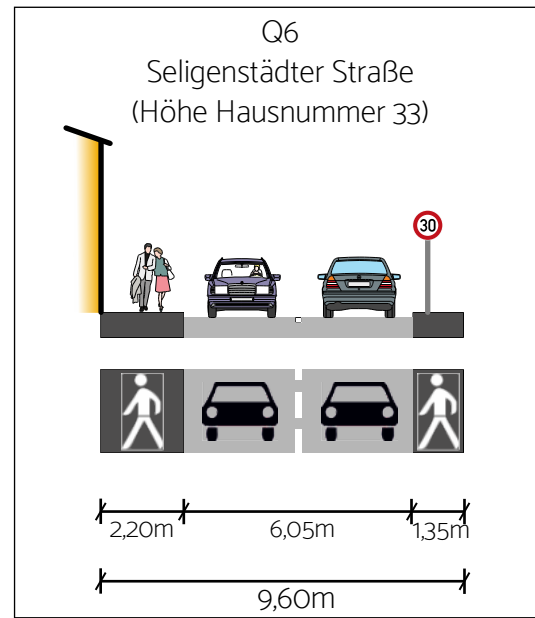 Q6
Seligenstädter Straße
(Höhe Hausnummer 33)
30
2,20m 6,05m 1,35m
9,60m